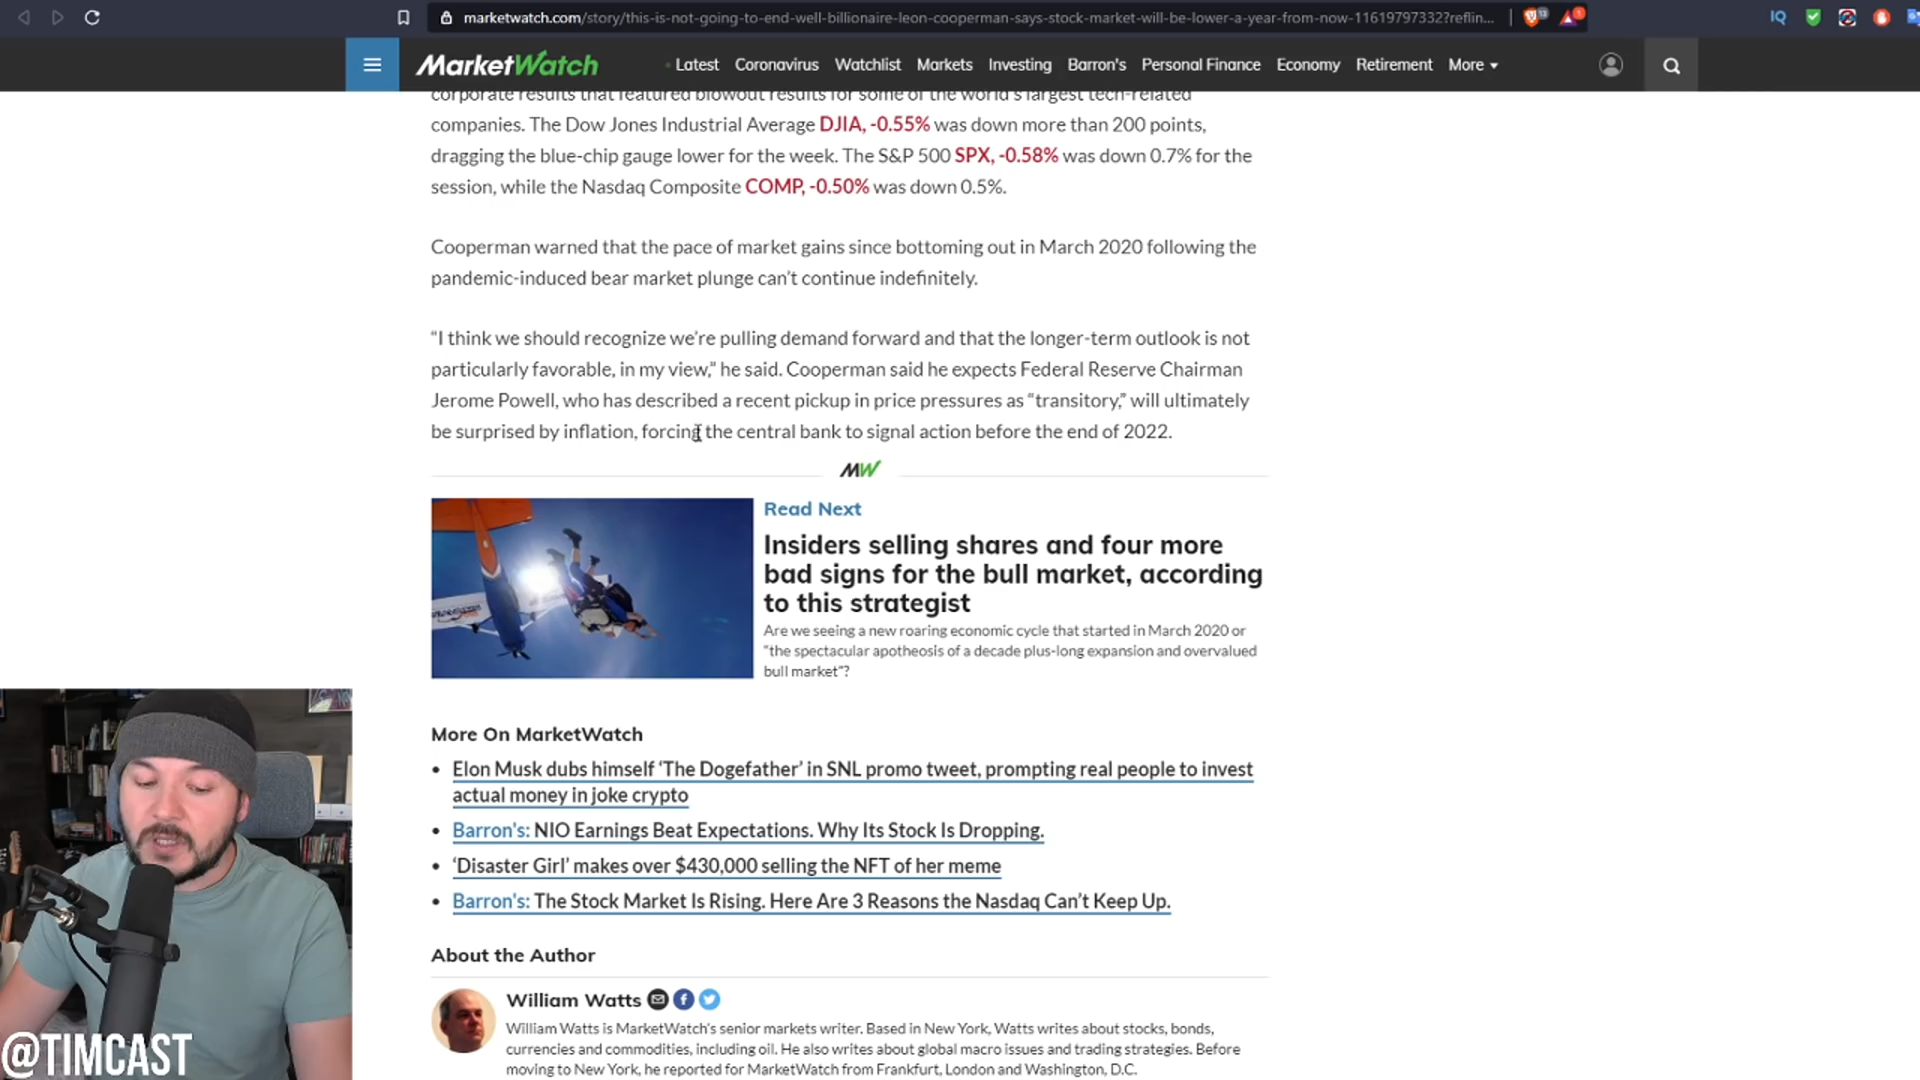 marketwatch.com/story/this-is-not-going-to-end-well-billionaire-leon-cooperman-says-stock-market-will-be-lower-a-year-from-now-11619797332?reflin...
IQ
MarketWatch
Latest Coronavirus Watchlist Markets Investing Barron's Personal Finance Economy Retirement More
corporate results that featured blowout results for some of the world's largest tech-related
companies. The Dow Jones Industrial Average DJIA, -0.55% was down more than 200 points,
dragging the blue-chip gauge lower for the week. The S&P 500 SPX, -0.58% was down 0.7% for the
session, while the Nasdaq Composite COMP, -0.50% was down 0.5%.
Cooperman warned that the pace of market gains since bottoming out in March 2020 following the
pandemic-induced bear market plunge can't continue indefinitely.
“I think we should recognize we're pulling demand forward and that the longer-term outlook is not
particularly favorable, in my view,” he said. Cooperman said he expects Federal Reserve Chairman
Jerome Powell, who has described a recent pickup in price pressures as “transitory,” will ultimately
be surprised by inflation, forcing the central bank to signal action before the end of 2022.
MW
Read Next
Insiders selling shares and four more
bad signs for the bull market, according
to this strategist
Are we seeing a new roaring economic cycle that started in March 2020 or
“the spectacular apotheosis of a decade plus-long expansion and overvalued
bull market”?
More On MarketWatch
• Elon Musk dubs himself ‘The Dogefather’ in SNL promo tweet, prompting real people to invest
actual money in joke crypto
• Barron's: NIO Earnings Beat Expectations. Why Its Stock Is Dropping.
• ‘Disaster Girl’ makes over $430,000 selling the NFT of her meme
• Barron's: The Stock Market Is Rising. Here Are 3 Reasons the Nasdaq Can't Keep Up.
About the Author
William Watts
William Watts is MarketWatch's senior markets writer. Based in New York, Watts writes about stocks, bonds,
currencies and commodities, including oil. He also writes about global macro issues and trading strategies. Before
moving to New York, he reported for MarketWatch from Frankfurt, London and Washington, D.C.
@TIMCAST